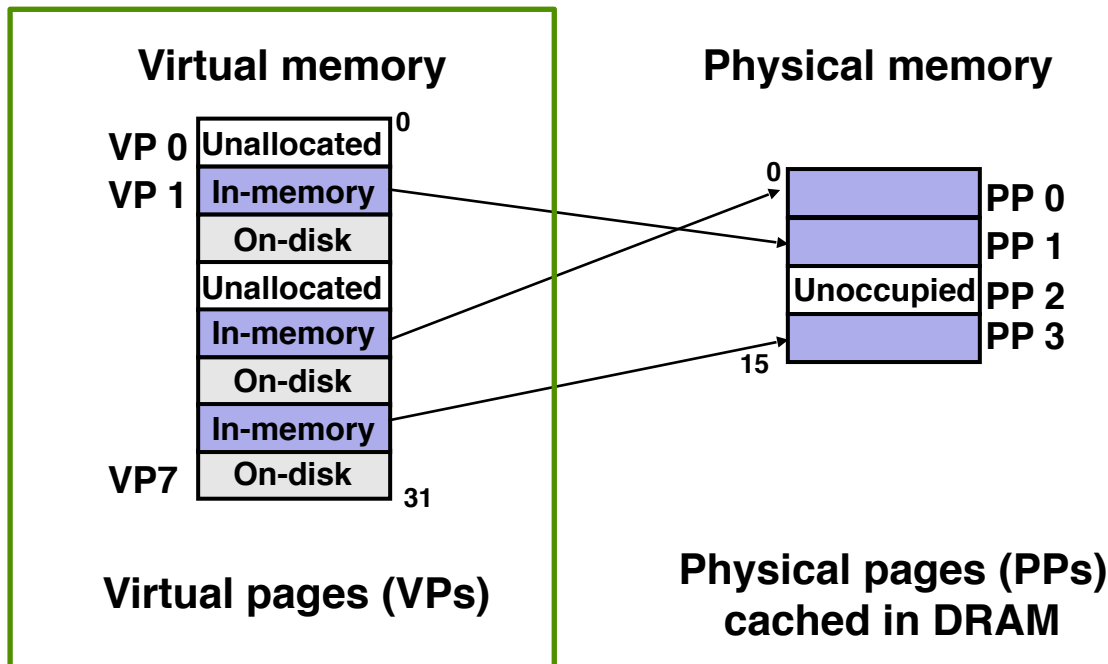 Virtual memory
0
VP 0 Unallocated
VP 1 In-memory
On-disk
Unallocated
In-memory
On-disk
In-memory
VP7 On-disk
31
Virtual pages (VPs)
Physical memory
0
PP 0
PP 1
Unoccupied PP 2
PP 3
15
Physical pages (PPs)
cached in DRAM